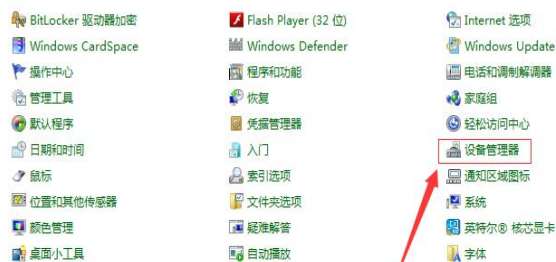 BitLocker 驱动器加密 Flash Player (32 位) Internet 选项
Windows CardSpace Windows Defender Windows Update
操作中心 程序和功能 电话和调制解调器
管理工具 恢复 家庭组
默认程序 凭据管理器 轻松访问中心
日期和时间 入门 设备管理器
鼠标 索引选项 通知区域图标
位置和其他传感器 文件夹选项 系统
颜色管理 疑难解答 英特尔® 核芯显卡
桌面小工具 自动播放 字体